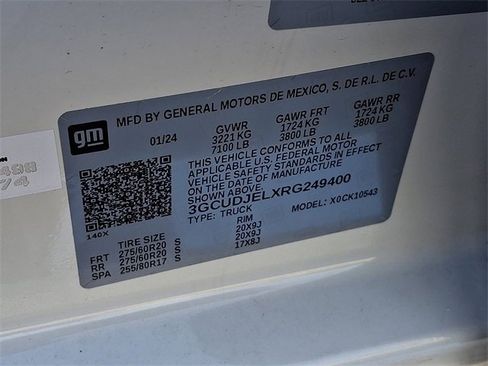 gm
MFD BY GENERAL MOTORS DE MEXICO, S. DE R.L. DE C.V.
01/24 GVWR GAWR FRT GAWR RR
3221 KG 1724 KG 1724 KG
7100 LB 3800 LB 3800 LB
THIS VEHICLE CONFORMS TO ALL
APPLICABLE U.S. FEDERAL MOTOR
VEHICLE SAFETY STANDARDS IN EFFECT
ON THE DATE OF MANUFACTURE
SHOWN ABOVE.
3GCUDJELXRG249400
TYPE: TRUCK MODEL: X0CK10543
140X
TIRE SIZE RIM
FRT 275/60R20 S 20X9J
RR 275/60R20 S 20X9J
SPA 255/80R17 S 17X8J